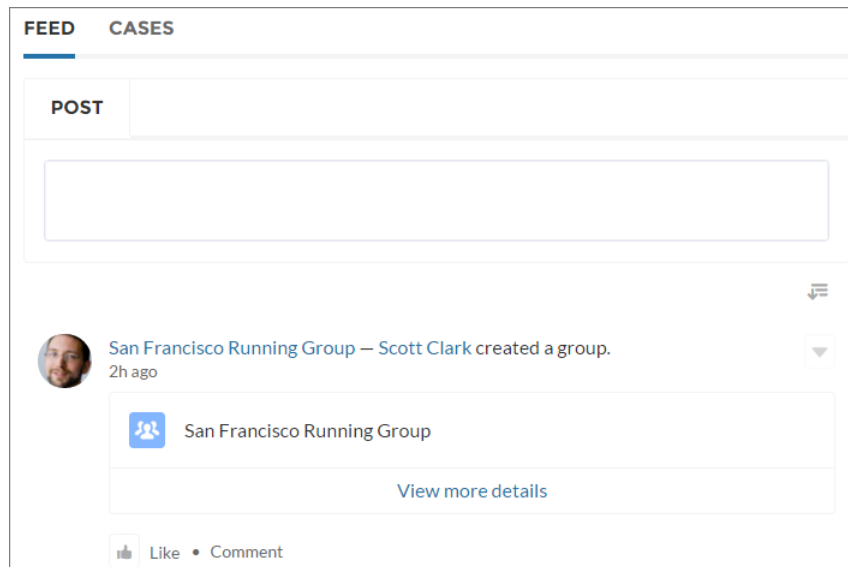 FEED CASES
POST
San Francisco Running Group — Scott Clark created a group.
2h ago
San Francisco Running Group
View more details
Like • Comment